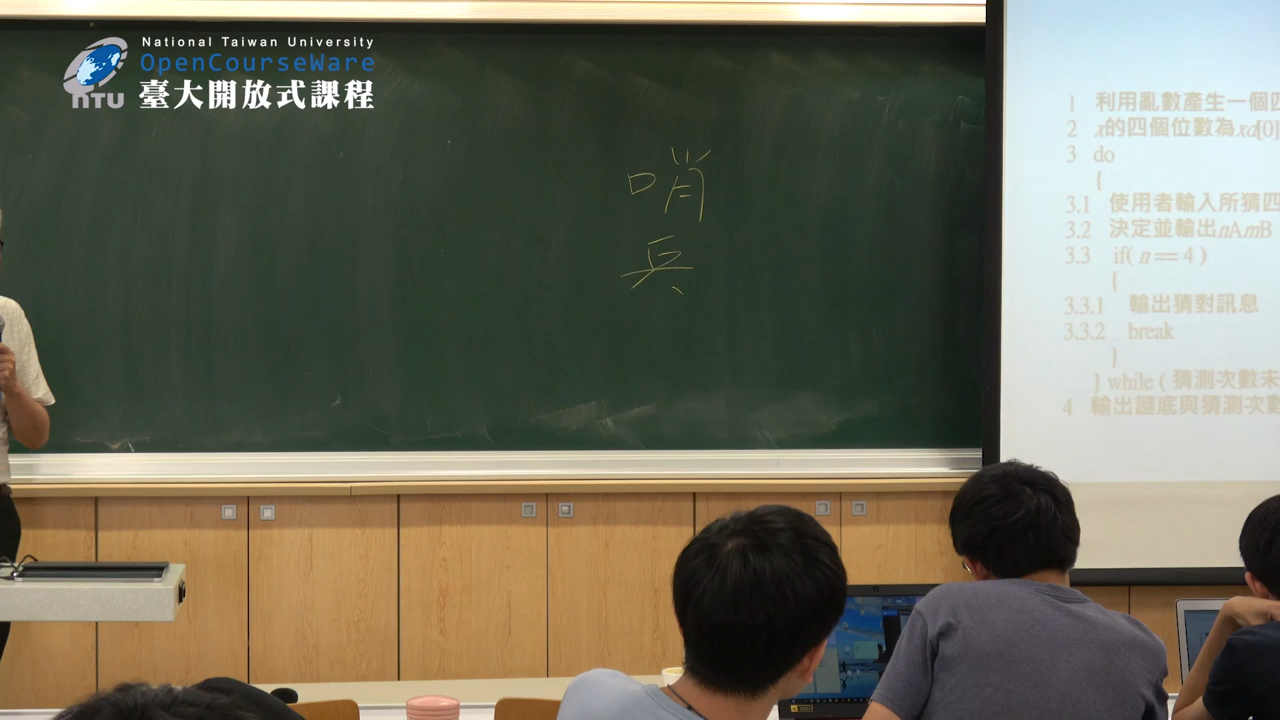 National Taiwan University
OpenCourseWare
臺大開放式課程
NTU
哨
兵
1 利用亂數產生一個四
2 x的四個位數為xd[0]
3 do
{
3.1 使用者輸入所猜四
3.2 決定並輸出nAmB
3.3 if( n == 4 )
{
3.3.1 輸出猜對訊息
3.3.2 break
}
} while ( 猜測次數未
4 輸出謎底與猜測次數